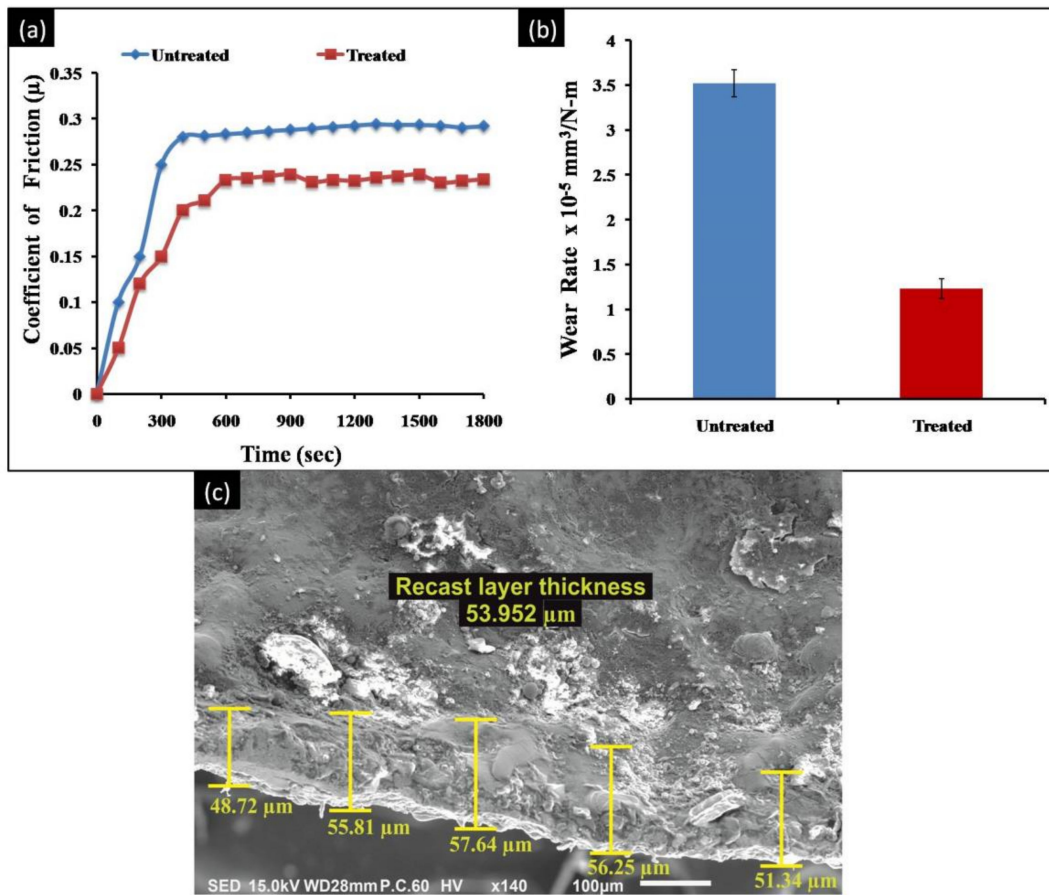 (a)
Untreated
Treated
0.35
0.3
0.25
0.2
0.15
0.1
0.05
0
Coefficient of Friction (µ)
0 300 600 900 1200 1500 1800
Time (sec)
(b)
4
3.5
3
2.5
2
1.5
1
0.5
0
Wear Rate x 10⁻⁵ mm³/N-m
Untreated Treated
(c)
Recast layer thickness
53.952 µm
48.72 µm
55.81 µm
57.64 µm
56.25 µm
51.34 µm
SED 15.0kV WD28mm P.C.60 HV x140 100µm